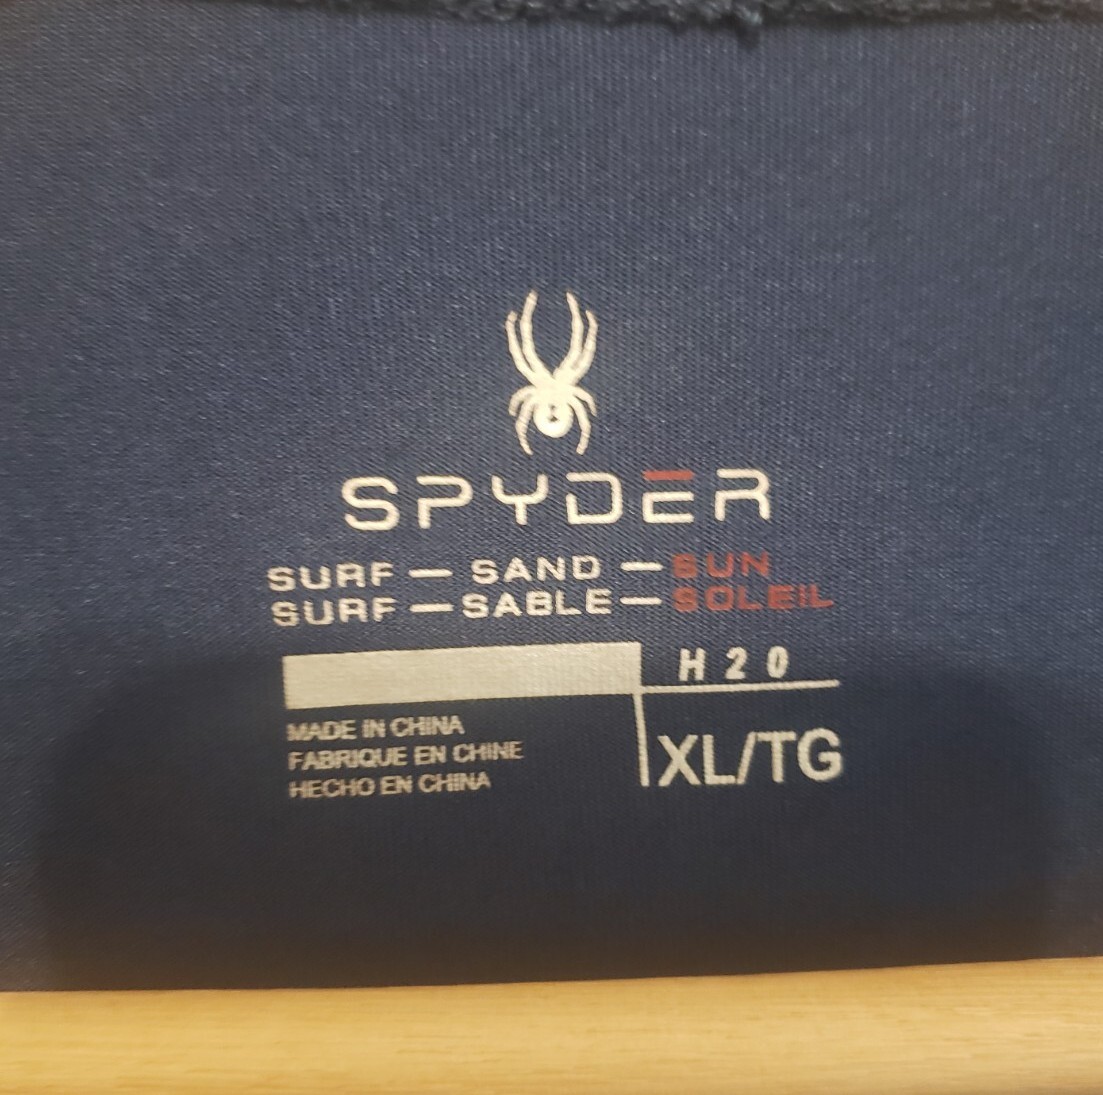 SPYDER
SURF — SAND — SUN
SURF — SABLE — SOLEIL
H20
MADE IN CHINA
FABRIQUE EN CHINE
HECHO EN CHINA
XL/TG